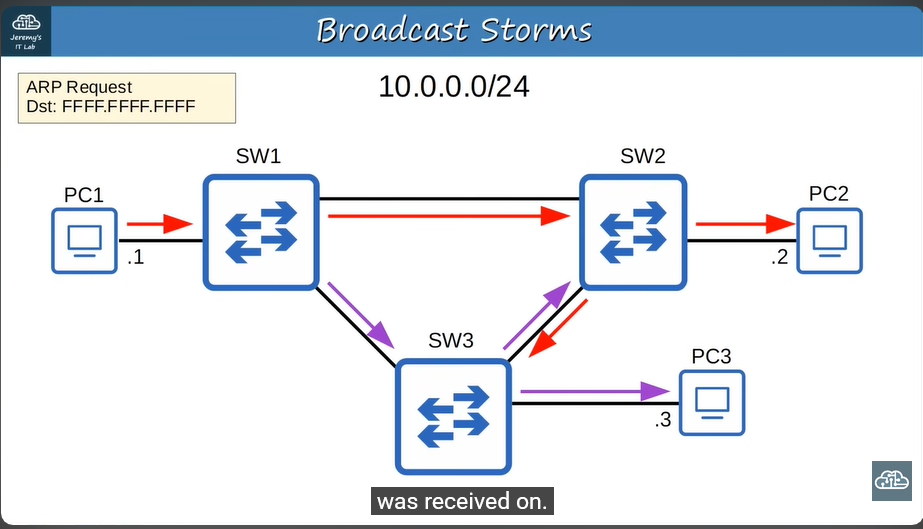 Jeremy's
IT Lab
Broadcast Storms
ARP Request
Dst: FFFF.FFFF.FFFF
10.0.0.0/24
SW1
SW2
PC1
PC2
.1
.2
SW3
PC3
.3
was received on.